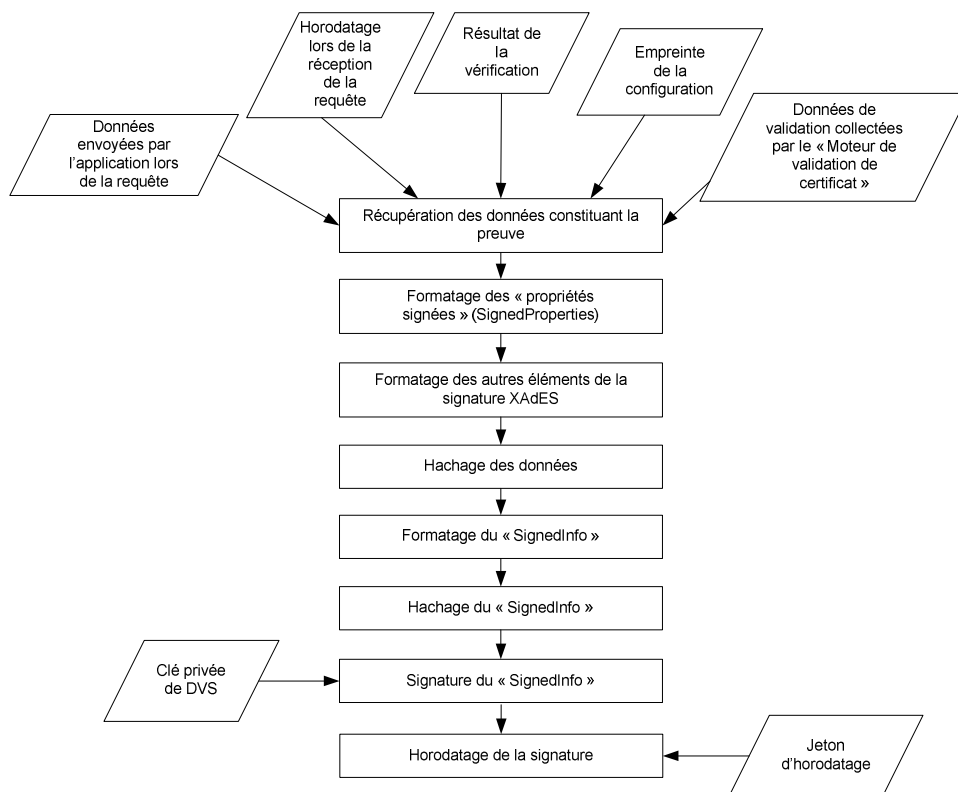 Horodatage
lors de la
réception
de la
requête
Résultat de
la
vérification
Empreinte
de la
configuration
Données
envoyées par
l'application lors
de la requête
Données de
validation collectées
par le « Moteur de
validation de
certificat »
Récupération des données constituant la
preuve
Formatage des « propriétés
signées » (SignedProperties)
Formatage des autres éléments de la
signature XAdES
Hachage des données
Formatage du « SignedInfo »
Hachage du « SignedInfo »
Clé privée
de DVS
Signature du « SignedInfo »
Horodatage de la signature
Jeton
d'horodatage